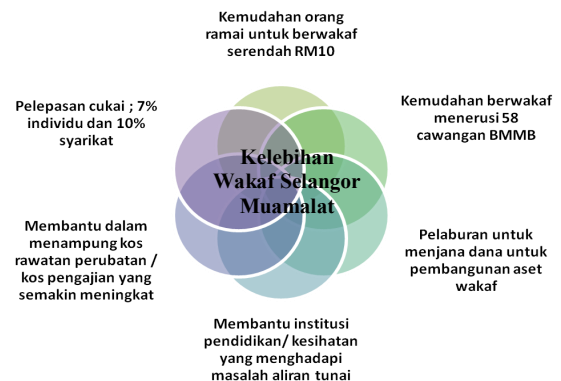 Kemudahan orang
ramai untuk berwakaf
serendah RM10
Kemudahan berwakaf
menerusi 58
cawangan BMMB
Pelaburan untuk
menjana dana untuk
pembangunan aset
wakaf
Membantu institusi
pendidikan/ kesihatan
yang menghadapi
masalah aliran tunai
Membantu dalam
menampung kos
rawatan perubatan /
kos pengajian yang
semakin meningkat
Pelepasan cukai ; 7%
individu dan 10%
syarikat
Kelebihan
Wakaf Selangor
Muamalat